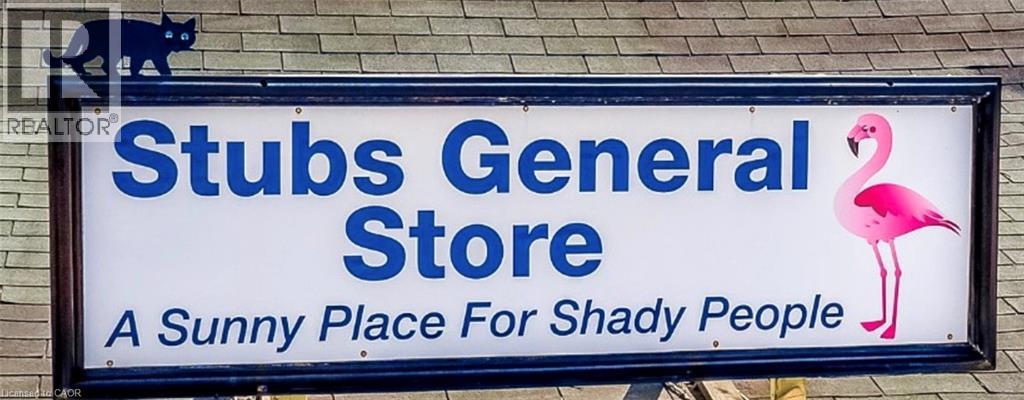 REALTOR®
Stubs General
Store
A Sunny Place For Shady People
Licensed to CAOR